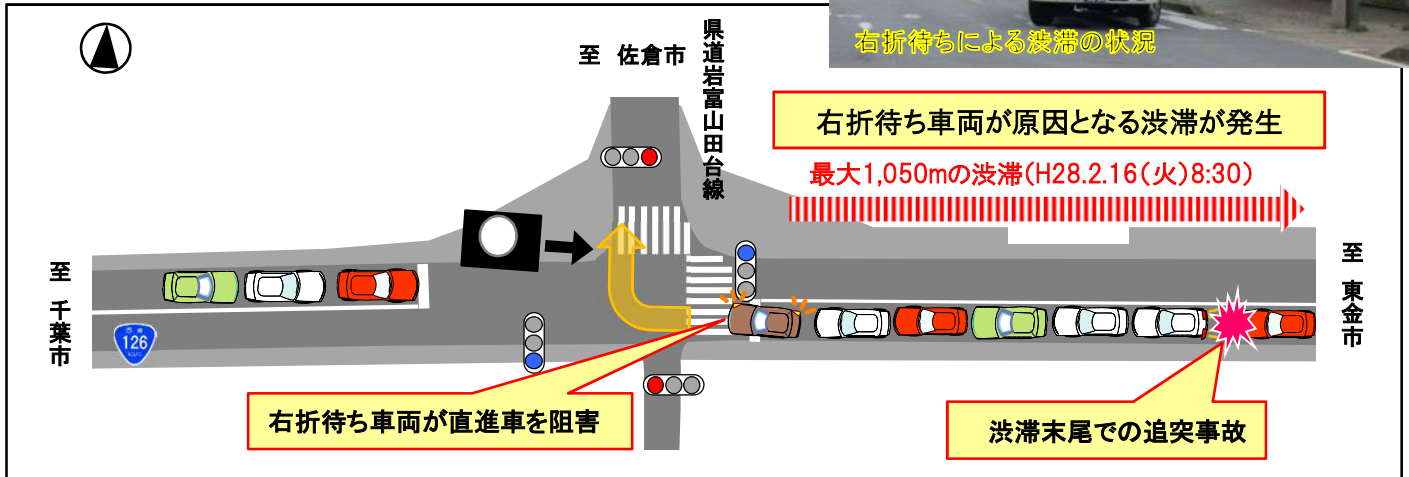 右折待ちによる渋滞の状況
至 佐倉市
県道岩富山田台線
右折待ち車両が原因となる渋滞が発生
最大1,050mの渋滞(H28.2.16(火)8:30)
至 千葉市
至 東金市
126
右折待ち車両が直進車を阻害
渋滞末尾での追突事故